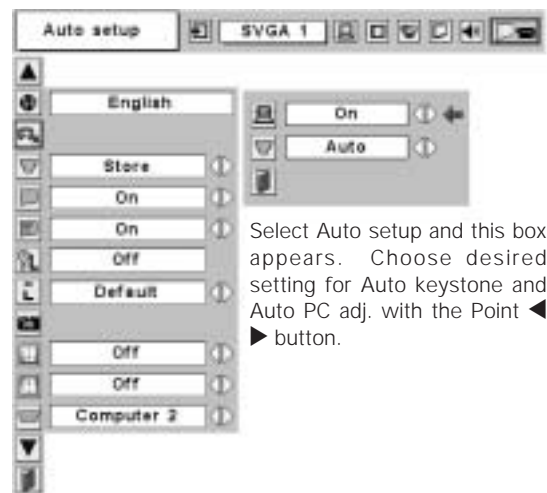 Auto setup
SVGA 1
English
Store
On
On
Off
Default
Off
Off
Computer 2
On
Auto
Select Auto setup and this box
appears. Choose desired
setting for Auto keystone and
Auto PC adj. with the Point ◀
▶ button.